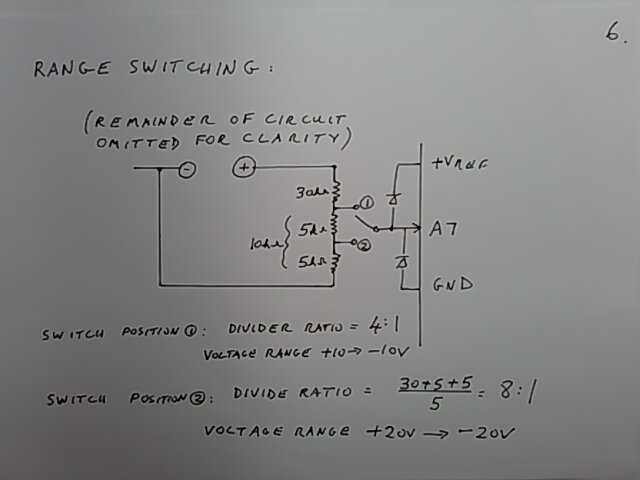 6.
RANGE SWITCHING:
(REMAINDER OF CIRCUIT
OMITTED FOR CLARITY)
- +
+VREF
30kΩ
①
10kΩ 5kΩ
A7
②
5kΩ
GND
SWITCH POSITION ①: DIVIDER RATIO = 4:1
VOLTAGE RANGE +10 → -10V
SWITCH POSITION ②: DIVIDE RATIO = 30+5+5 / 5 = 8:1
VOLTAGE RANGE +20V → -20V